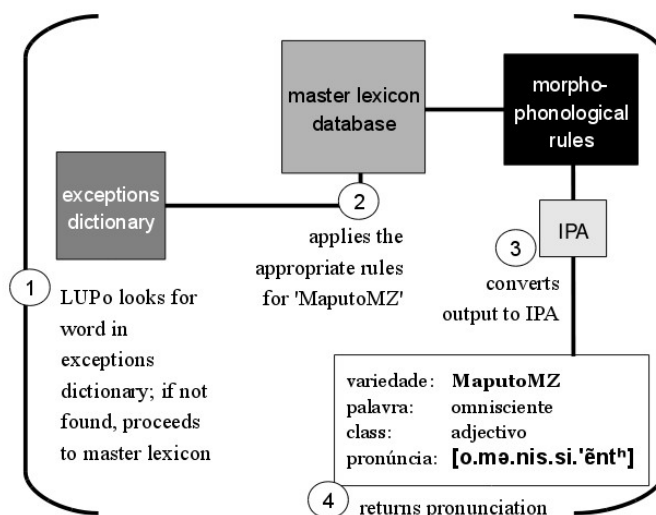 master lexicon
database
morpho-
phonological
rules
exceptions
dictionary
1
LUPo looks for
word in
exceptions
dictionary; if not
found, proceeds
to master lexicon
2
applies the
appropriate rules
for 'MaputoMZ'
IPA
3
converts
output to IPA
variedade: MaputoMZ
palavra: omnisciente
class: adjectivo
pronúncia: [o.mə.nis.si.'ẽntʰ]
4 returns pronunciation